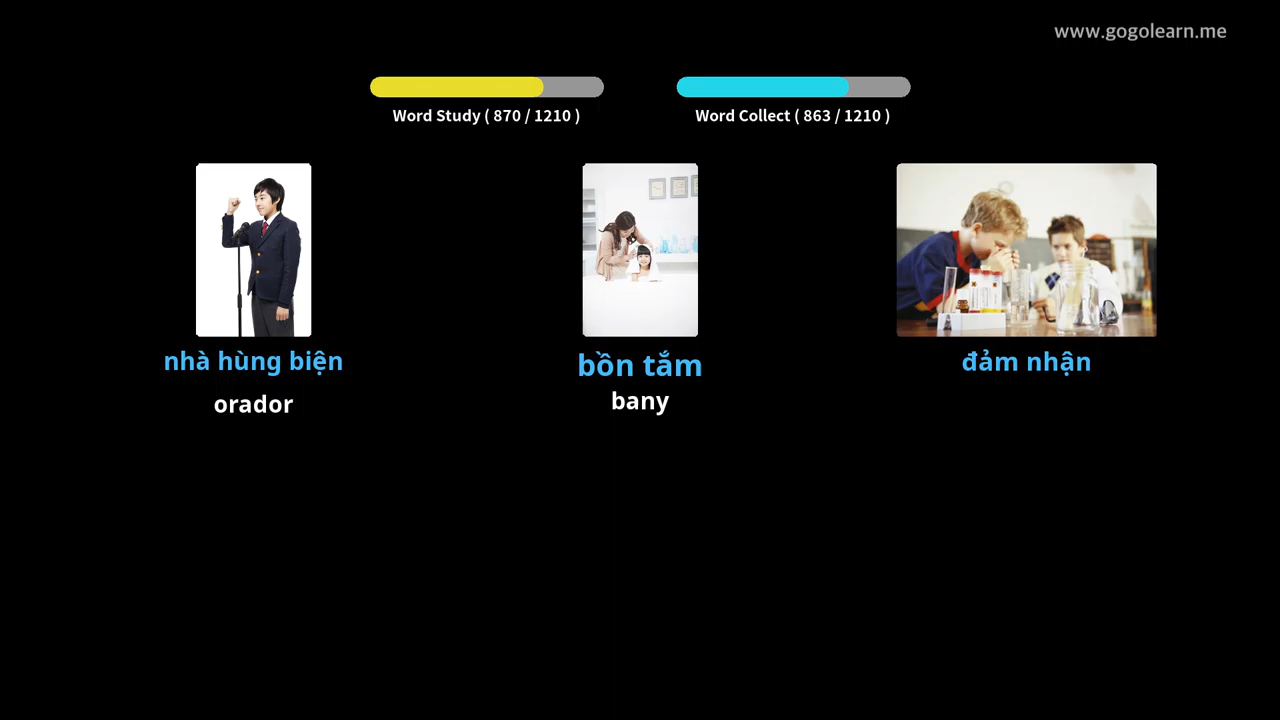 www.gogolearn.me
Word Study ( 870 / 1210 )
Word Collect ( 863 / 1210 )
nhà hùng biện
orador
bồn tắm
bany
đảm nhận